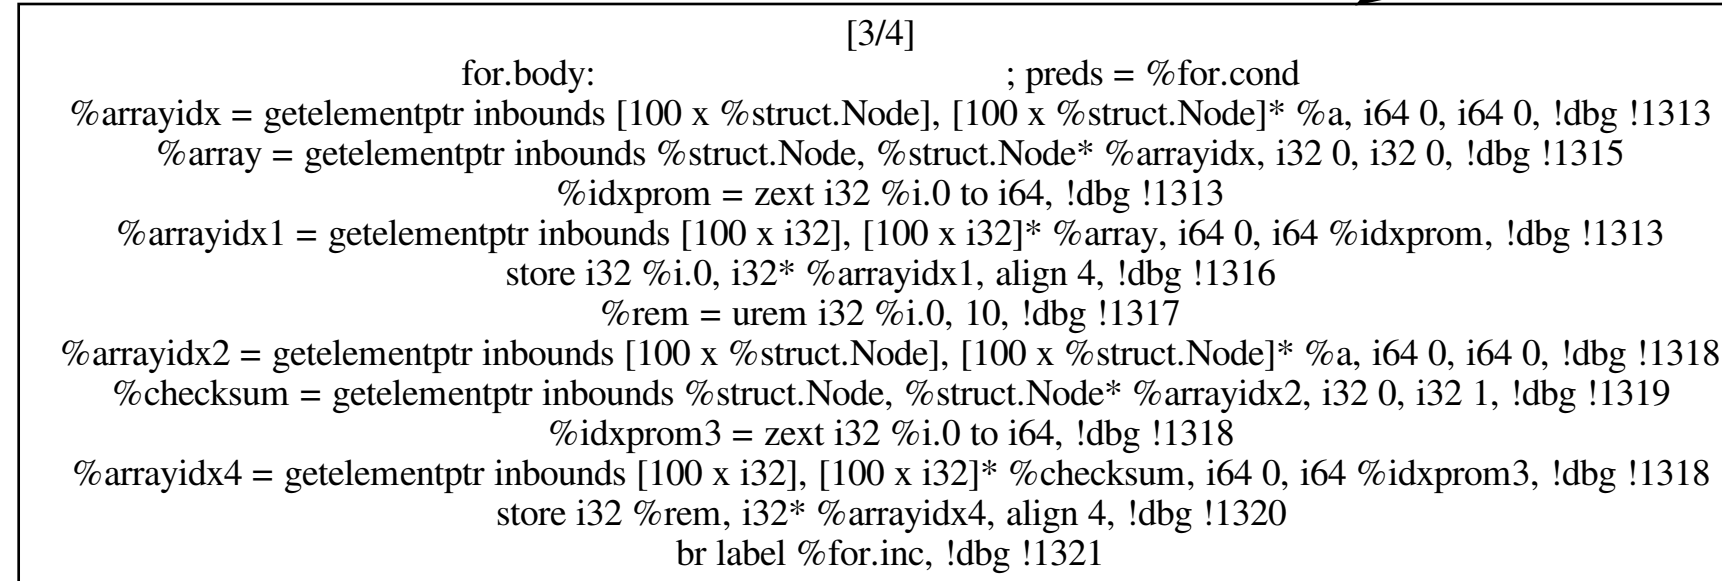 [3/4]
for.body: ; preds = %for.cond
%arrayidx = getelementptr inbounds [100 x %struct.Node], [100 x %struct.Node]* %a, i64 0, i64 0, !dbg !1313
%array = getelementptr inbounds %struct.Node, %struct.Node* %arrayidx, i32 0, i32 0, !dbg !1315
%idxprom = zext i32 %i.0 to i64, !dbg !1313
%arrayidx1 = getelementptr inbounds [100 x i32], [100 x i32]* %array, i64 0, i64 %idxprom, !dbg !1313
store i32 %i.0, i32* %arrayidx1, align 4, !dbg !1316
%rem = urem i32 %i.0, 10, !dbg !1317
%arrayidx2 = getelementptr inbounds [100 x %struct.Node], [100 x %struct.Node]* %a, i64 0, i64 0, !dbg !1318
%checksum = getelementptr inbounds %struct.Node, %struct.Node* %arrayidx2, i32 0, i32 1, !dbg !1319
%idxprom3 = zext i32 %i.0 to i64, !dbg !1318
%arrayidx4 = getelementptr inbounds [100 x i32], [100 x i32]* %checksum, i64 0, i64 %idxprom3, !dbg !1318
store i32 %rem, i32* %arrayidx4, align 4, !dbg !1320
br label %for.inc, !dbg !1321